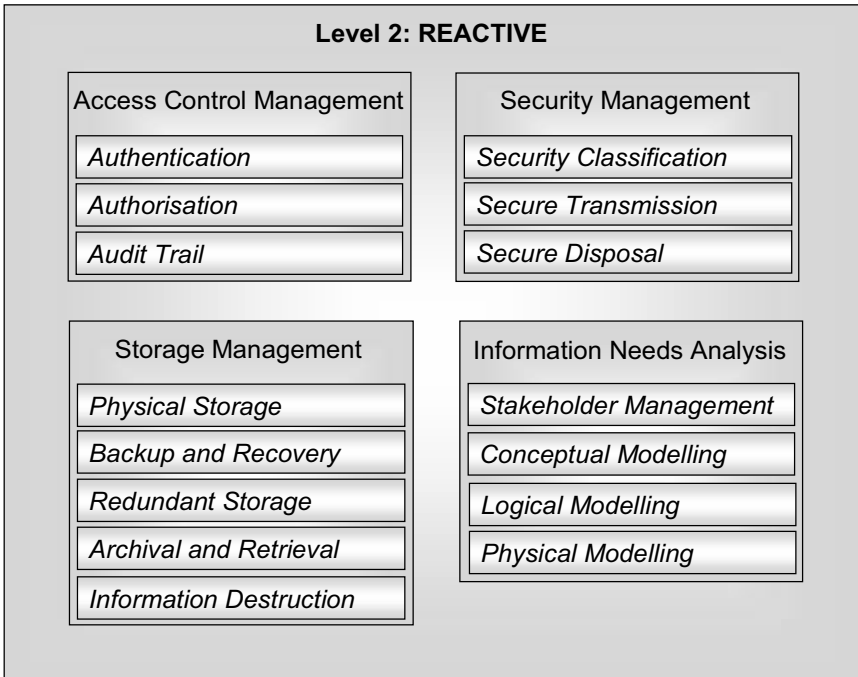 Level 2: REACTIVE
Access Control Management
Authentication
Authorisation
Audit Trail
Security Management
Security Classification
Secure Transmission
Secure Disposal
Storage Management
Physical Storage
Backup and Recovery
Redundant Storage
Archival and Retrieval
Information Destruction
Information Needs Analysis
Stakeholder Management
Conceptual Modelling
Logical Modelling
Physical Modelling